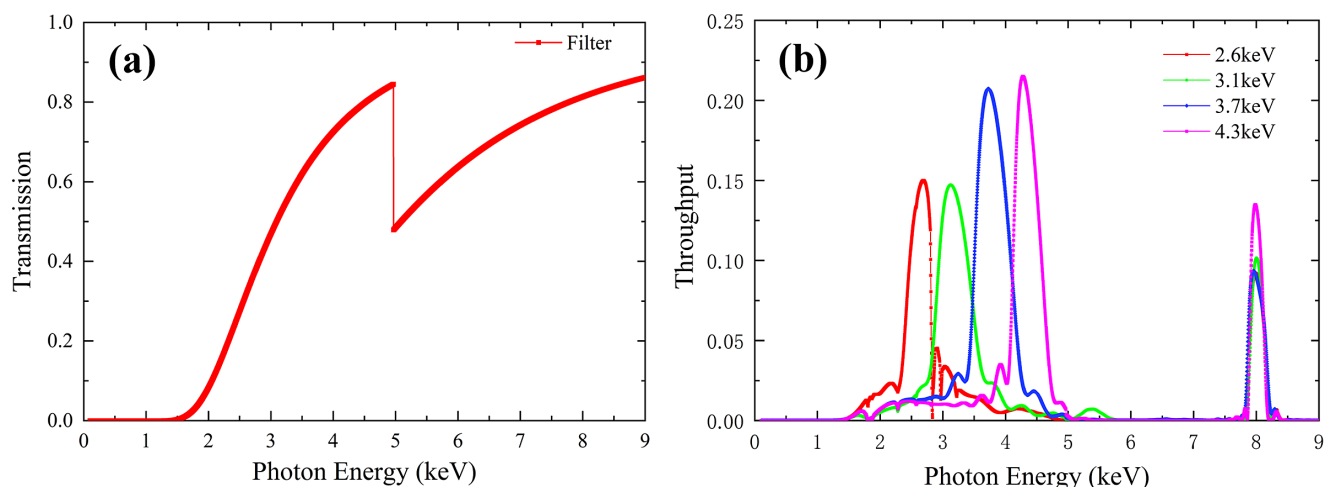 (a)
Filter
1.0
0.8
0.6
0.4
0.2
0.0
Transmission
0 1 2 3 4 5 6 7 8 9
Photon Energy (keV)
(b)
2.6keV
3.1keV
3.7keV
4.3keV
0.25
0.20
0.15
0.10
0.05
0.00
Throughput
0 1 2 3 4 5 6 7 8 9
Photon Energy (keV)